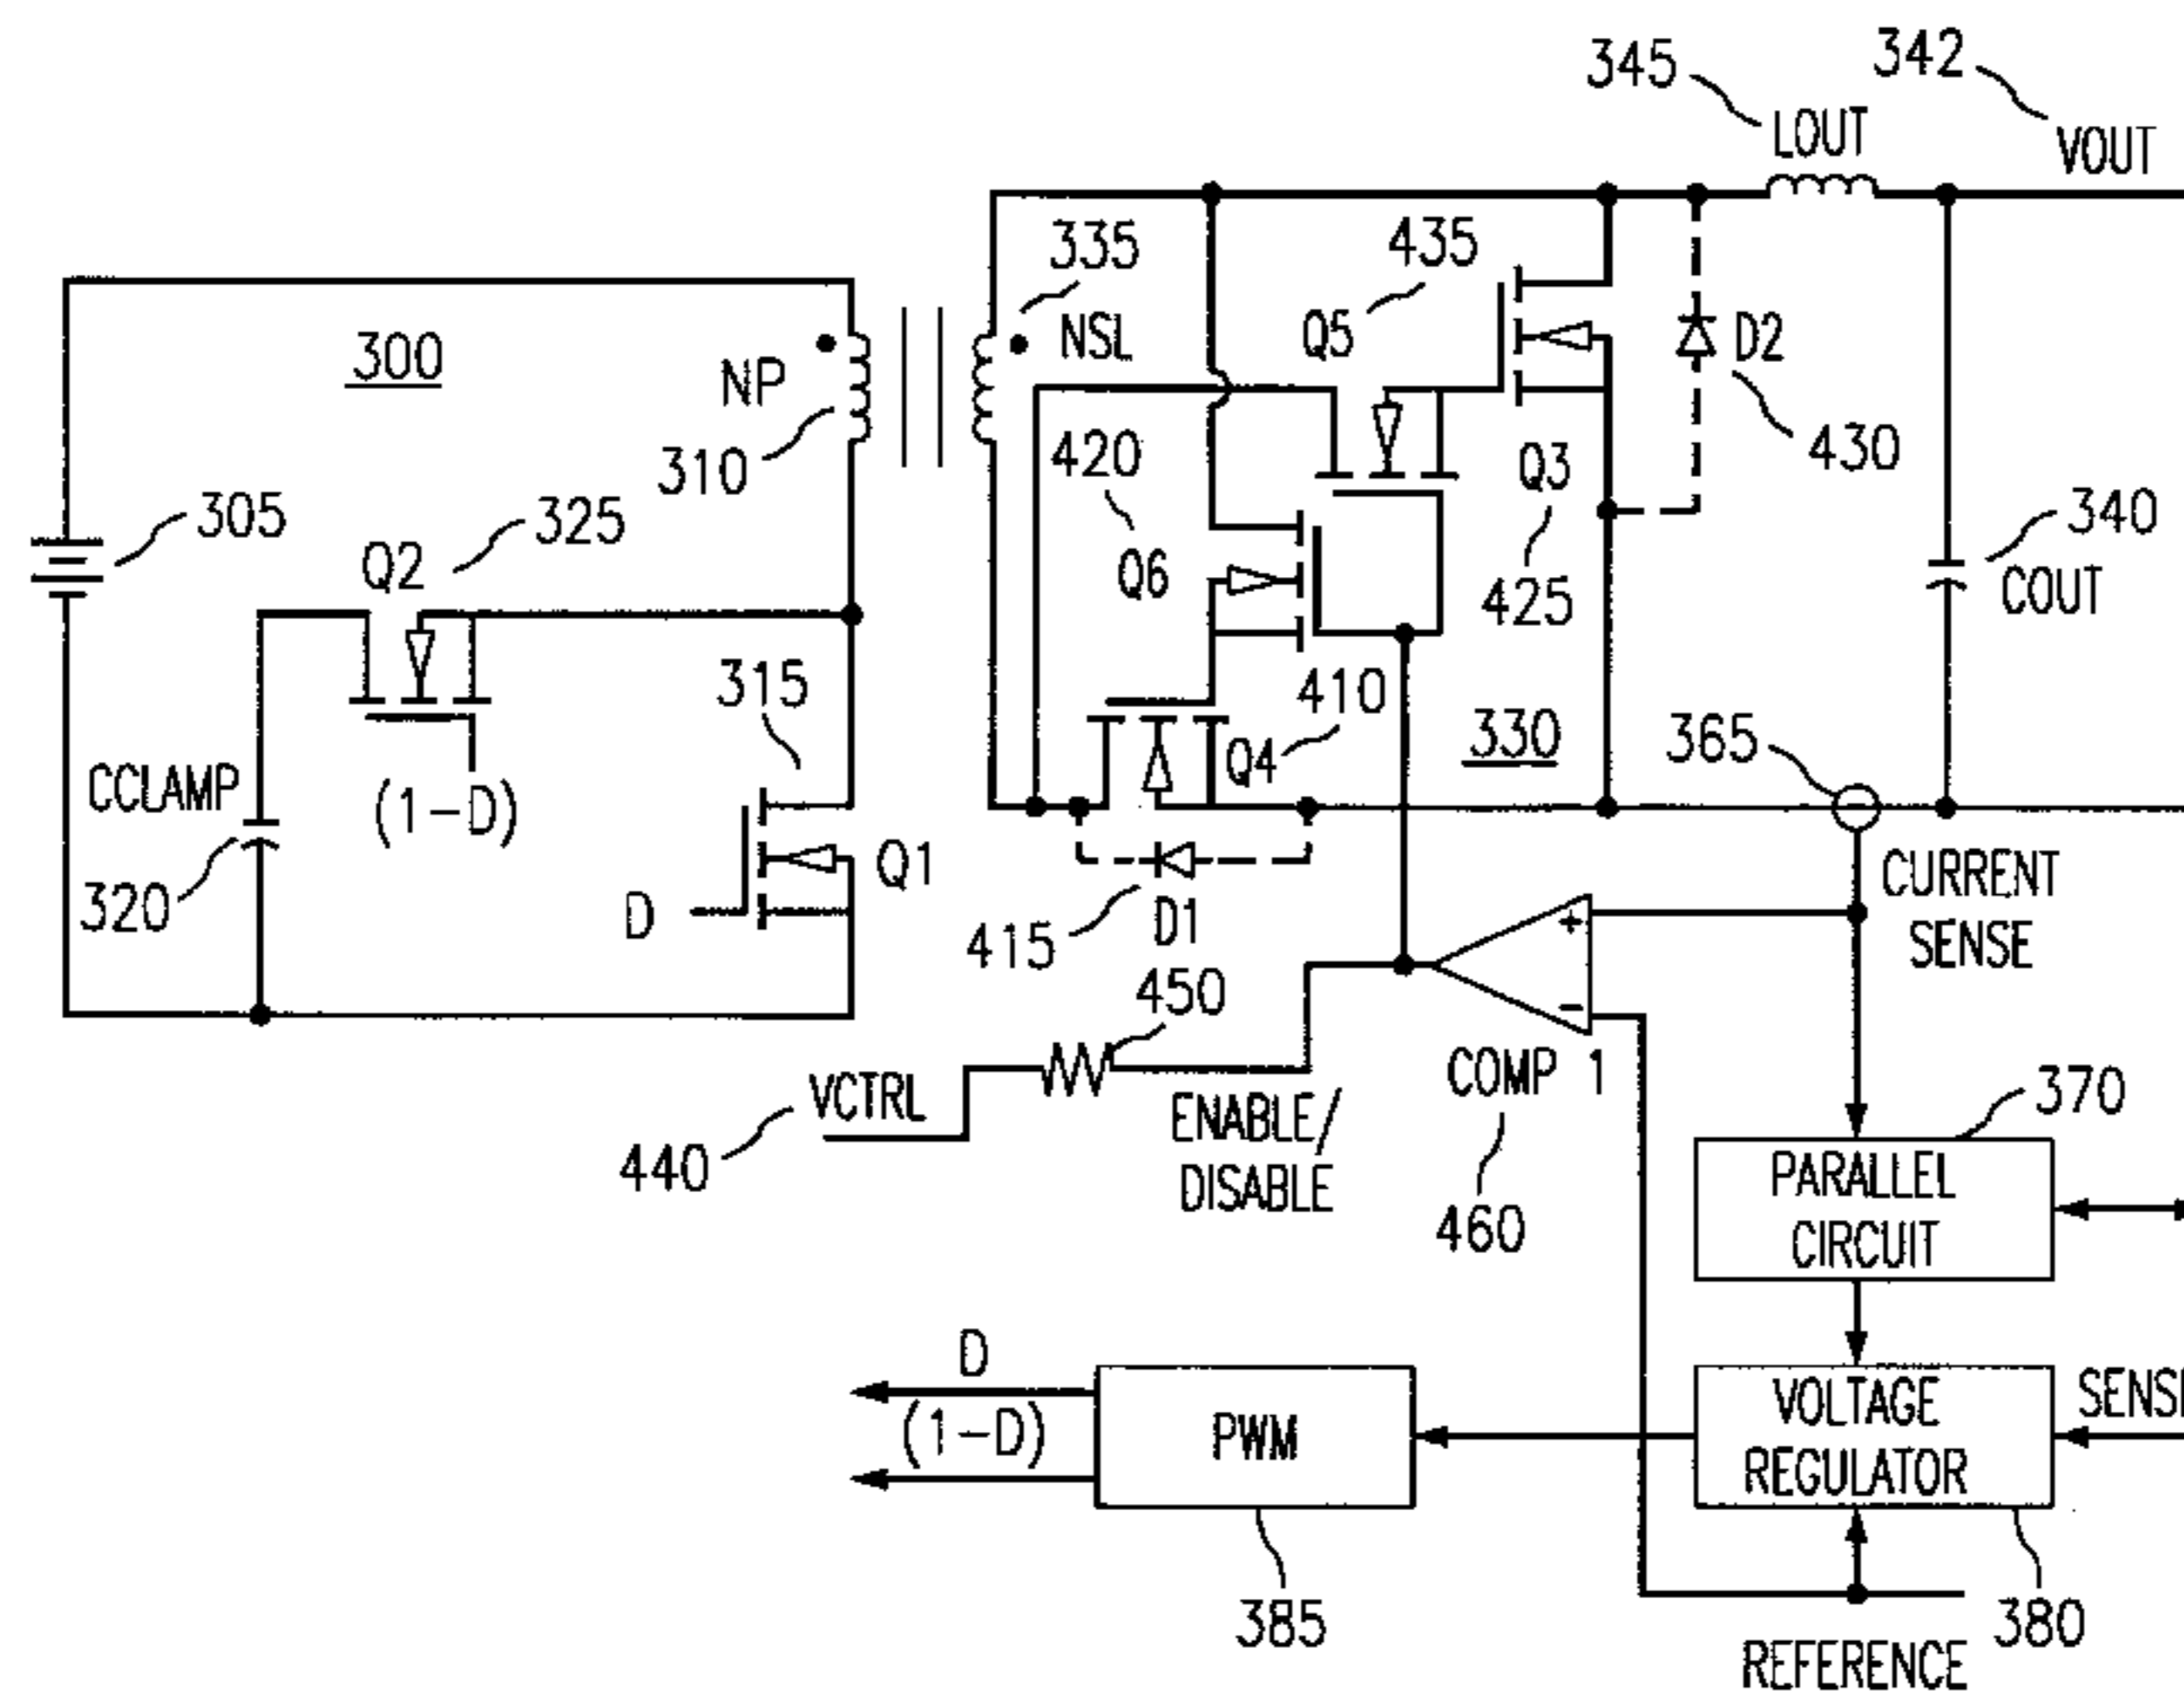 345
342
LOUT
VOUT
335
435
300
NSL
Q5
D2
NP
310
420
Q3
430
305
325
Q2
340
Q6
425
COUT
315
410
330
365
Q4
CCLAMP
(1-D)
320
D
Q1
CURRENT
SENSE
415
D1
450
+
-
VCTRL
440
ENABLE/
DISABLE
COMP 1
460
370
PARALLEL
CIRCUIT
D
(1-D)
PWM
VOLTAGE
REGULATOR
385
380
REFERENCE